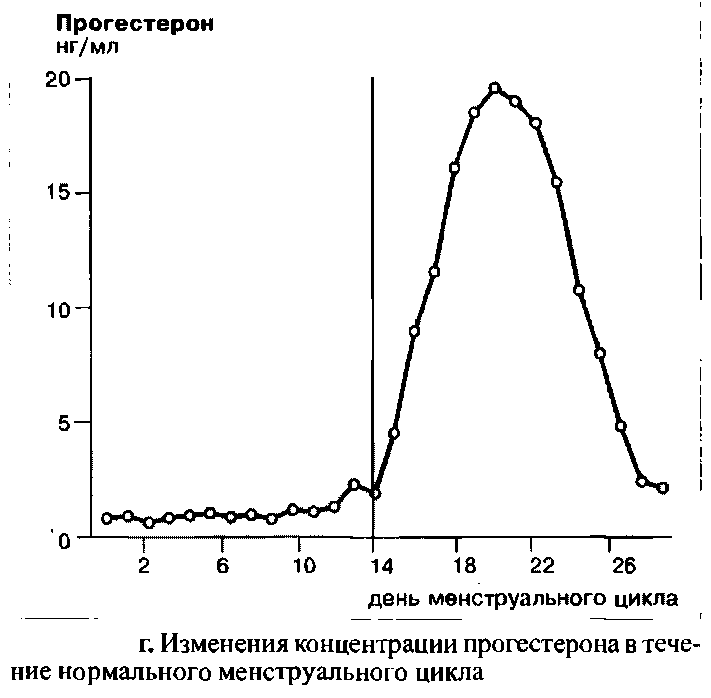 Прогестерон
нг/мл
20
15
10
5
0
2 6 10 14 18 22 26
день менструального цикла
г. Изменения концентрации прогестерона в тече-
ние нормального менструального цикла